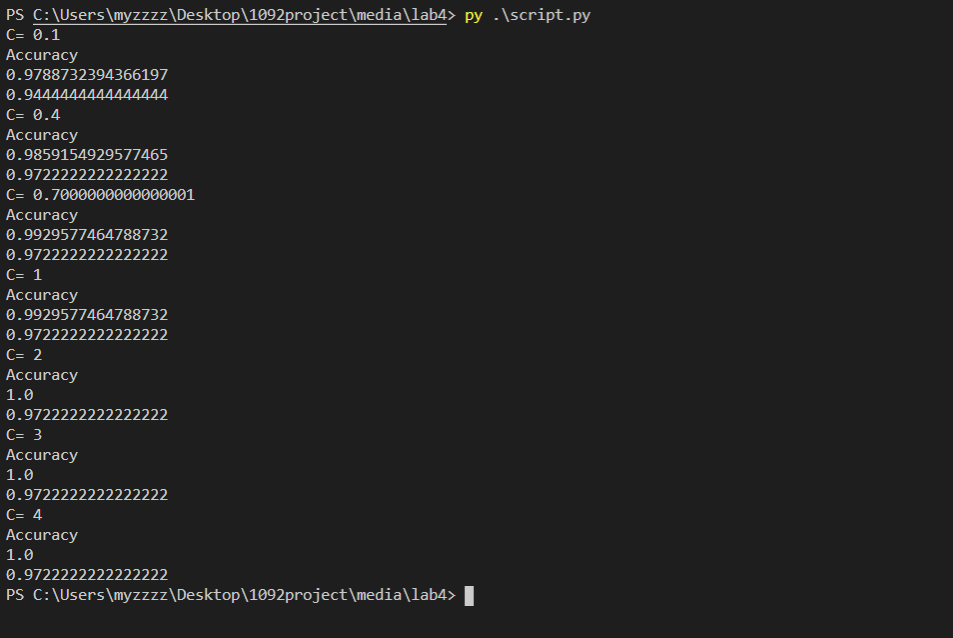 PS C:\Users\myzzzz\Desktop\1092project\media\lab4> py .\script.py
C= 0.1
Accuracy
0.9788732394366197
0.9444444444444444
C= 0.4
Accuracy
0.9859154929577465
0.9722222222222222
C= 0.7000000000000001
Accuracy
0.9929577464788732
0.9722222222222222
C= 1
Accuracy
0.9929577464788732
0.9722222222222222
C= 2
Accuracy
1.0
0.9722222222222222
C= 3
Accuracy
1.0
0.9722222222222222
C= 4
Accuracy
1.0
0.9722222222222222
PS C:\Users\myzzzz\Desktop\1092project\media\lab4>